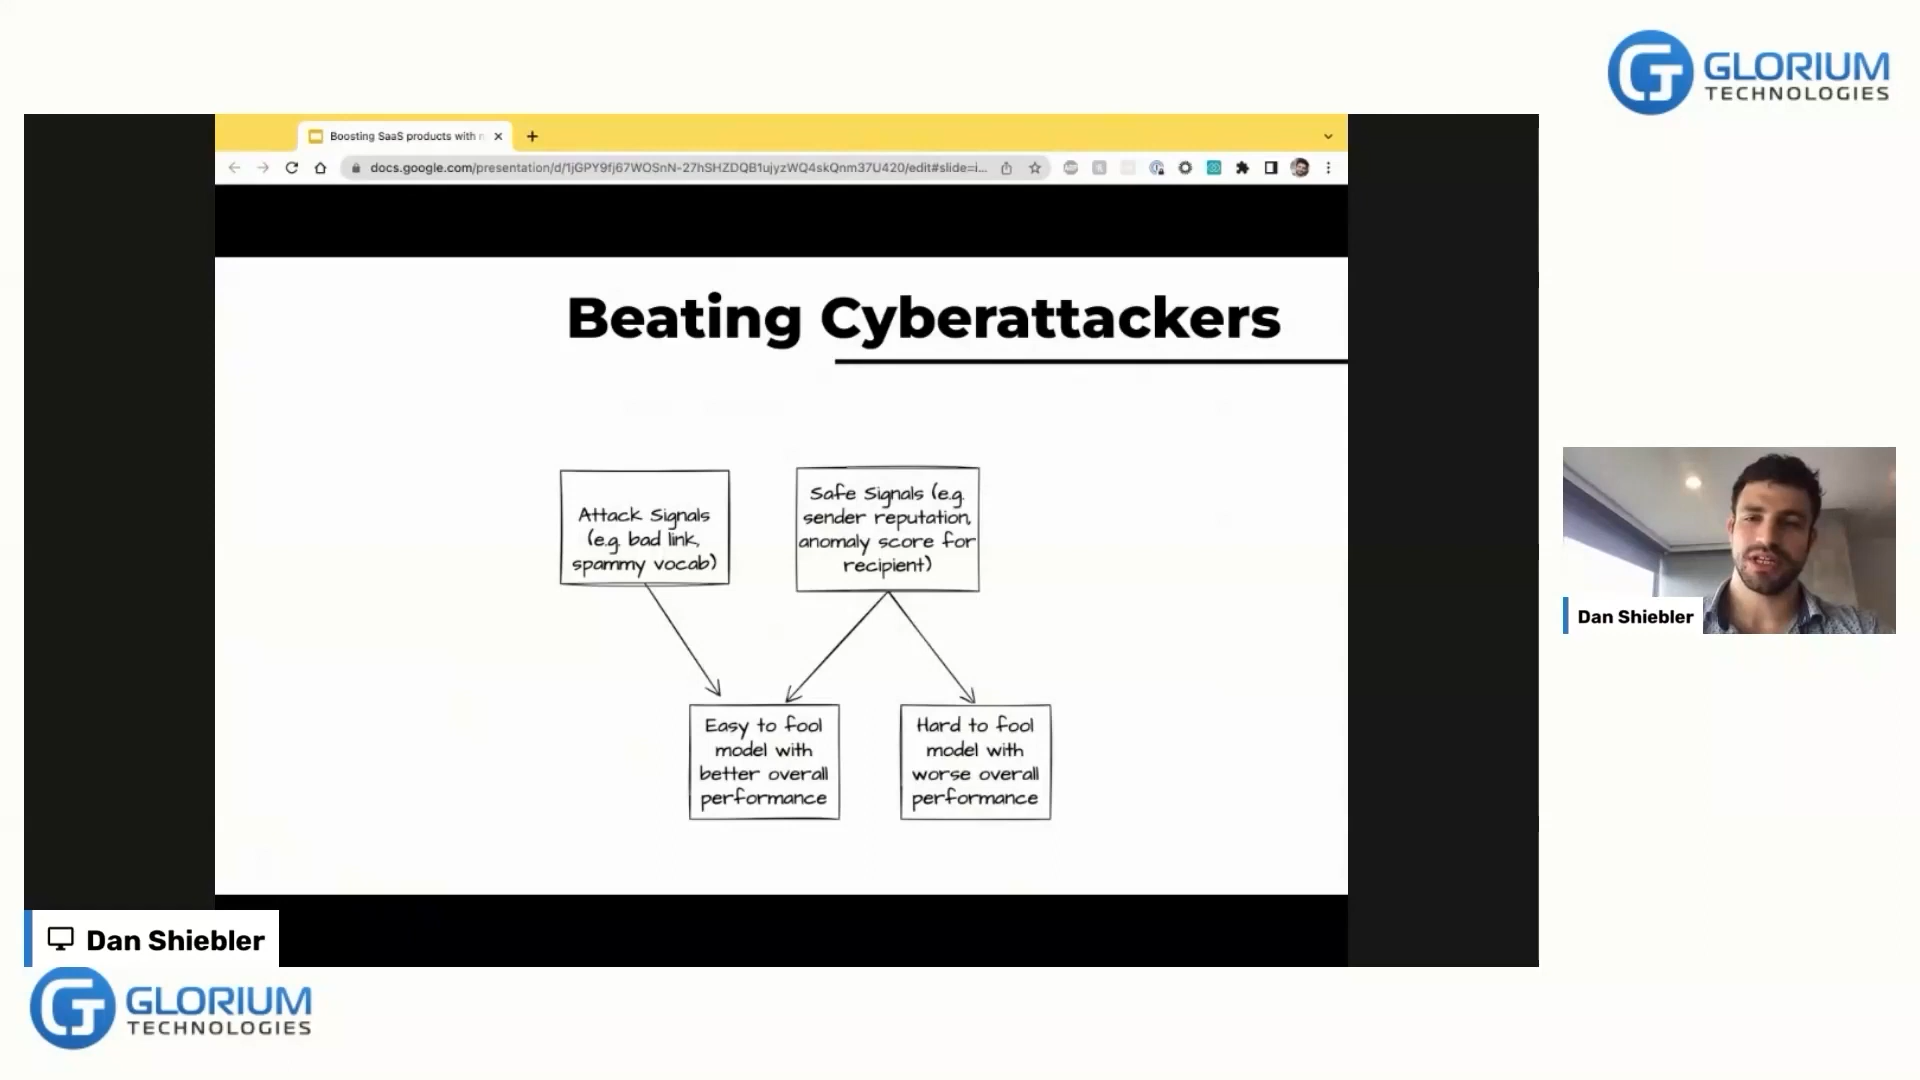 GLORIUM
TECHNOLOGIES
Boosting SaaS products with
docs.google.com/presentation/d/1jGPY9fj67WOSnN-27hSHZDQB1ujyzWQ4skQnm37U420/edit#slide=i...
Beating Cyberattackers
Attack Signals
(e.g. bad link,
spammy vocab)
Safe Signals (e.g.
sender reputation,
anomaly score for
recipient)
Easy to fool
model with
better overall
performance
Hard to fool
model with
worse overall
performance
Dan Shiebler
Dan Shiebler
GLORIUM
TECHNOLOGIES